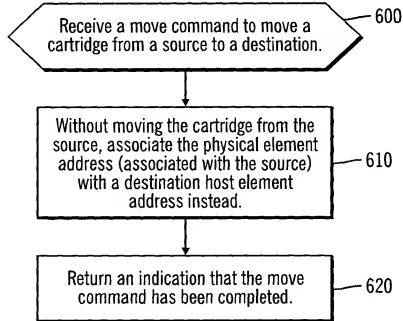 Receive a move command to move a
cartridge from a source to a destination.
600
Without moving the cartridge from the
source, associate the physical element
address (associated with the source)
with a destination host element
address instead.
610
Return an indication that the move
command has been completed.
620